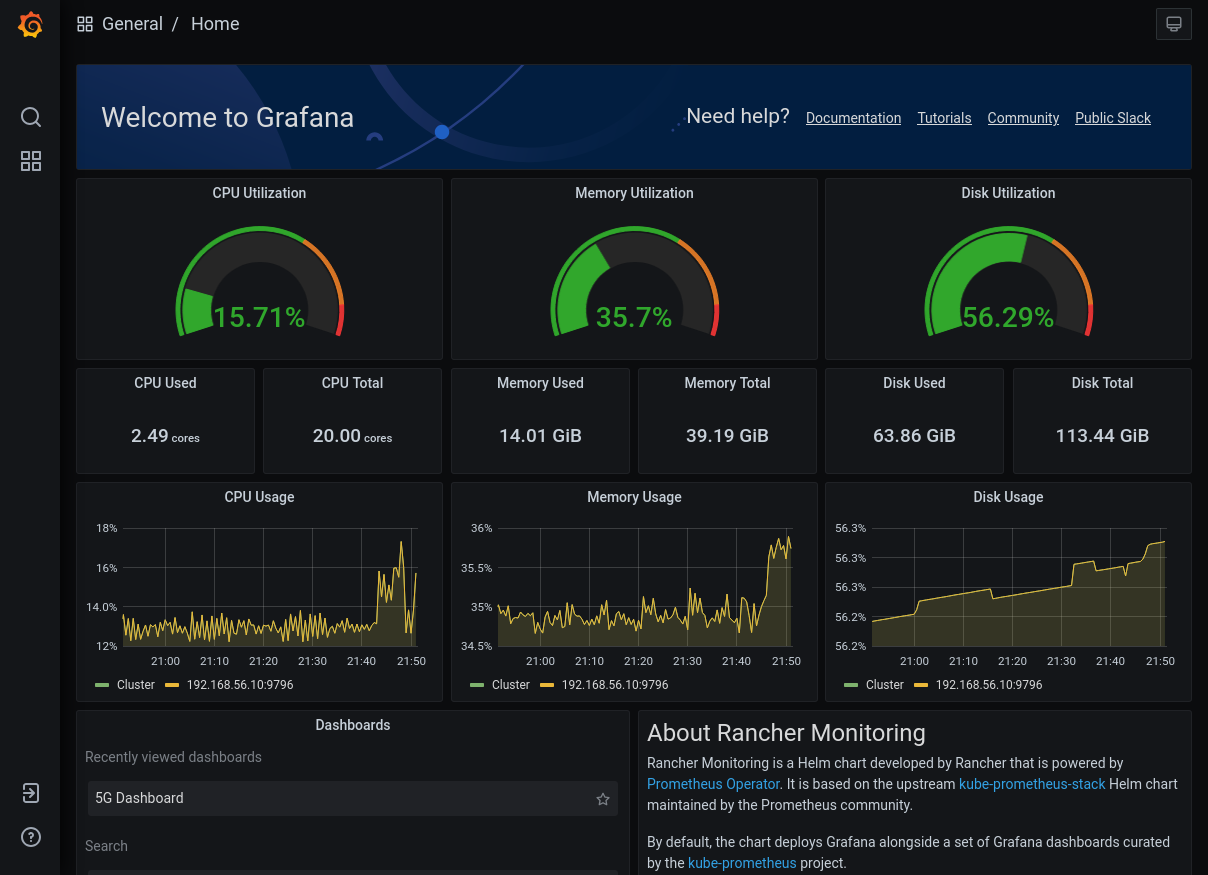 General / Home
Welcome to Grafana
Need help? Documentation Tutorials Community Public Slack
CPU Utilization
15.71%
Memory Utilization
35.7%
Disk Utilization
56.29%
CPU Used
2.49 cores
CPU Total
20.00 cores
Memory Used
14.01 GiB
Memory Total
39.19 GiB
Disk Used
63.86 GiB
Disk Total
113.44 GiB
CPU Usage
18%
16%
14.0%
12%
21:00 21:10 21:20 21:30 21:40 21:50
Cluster 192.168.56.10:9796
Memory Usage
36%
35.5%
35%
34.5%
21:00 21:10 21:20 21:30 21:40 21:50
Cluster 192.168.56.10:9796
Disk Usage
56.3%
56.3%
56.3%
56.2%
56.2%
21:00 21:10 21:20 21:30 21:40 21:50
Cluster 192.168.56.10:9796
Dashboards
Recently viewed dashboards
5G Dashboard
Search
About Rancher Monitoring
Rancher Monitoring is a Helm chart developed by Rancher that is powered by
Prometheus Operator. It is based on the upstream kube-prometheus-stack Helm chart
maintained by the Prometheus community.
By default, the chart deploys Grafana alongside a set of Grafana dashboards curated
by the kube-prometheus project.